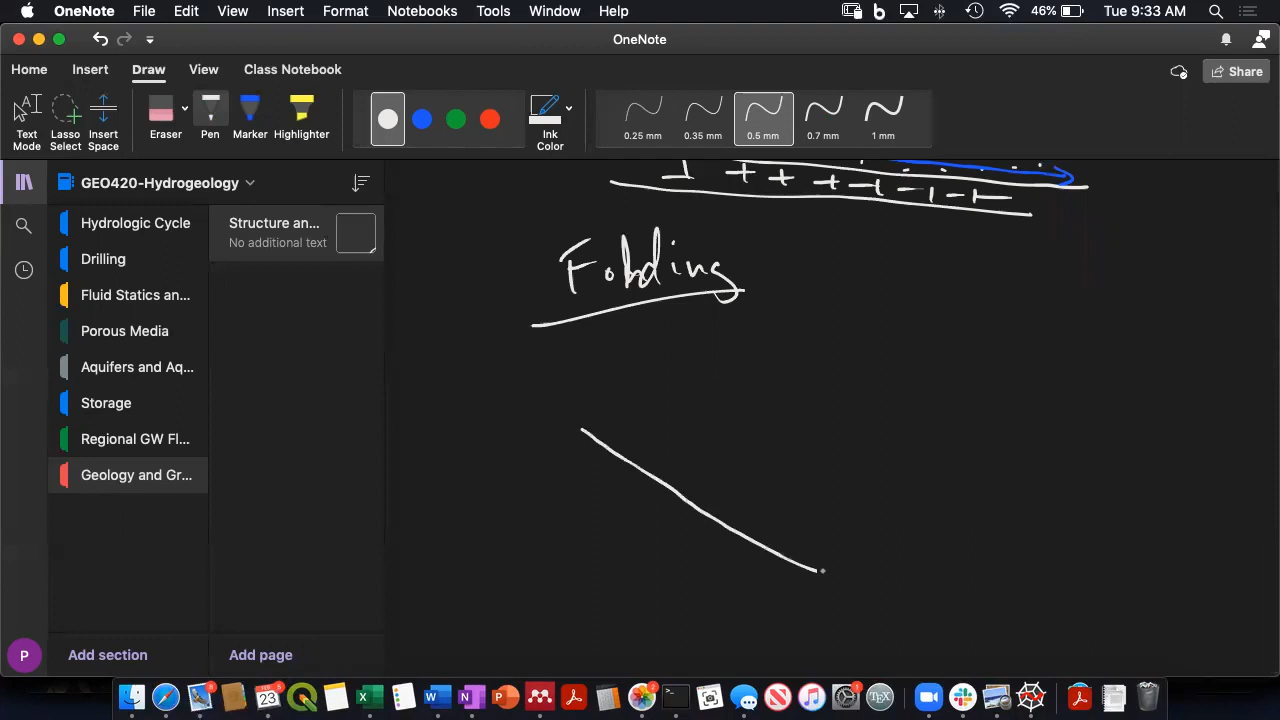 OneNote File Edit View Insert Format Notebooks Tools Window Help 46% Tue 9:33 AM
OneNote
Home Insert Draw View Class Notebook Share
Text Mode Lasso Select Insert Space Eraser Pen Marker Highlighter Ink Color 0.25 mm 0.35 mm 0.5 mm 0.7 mm 1 mm
GEO420-Hydrogeology
Hydrologic Cycle
Structure an...
No additional text
Drilling
Fluid Statics an...
Porous Media
Aquifers and Aq...
Storage
Regional GW Fl...
Geology and Gr...
Folding
P
Add section
Add page